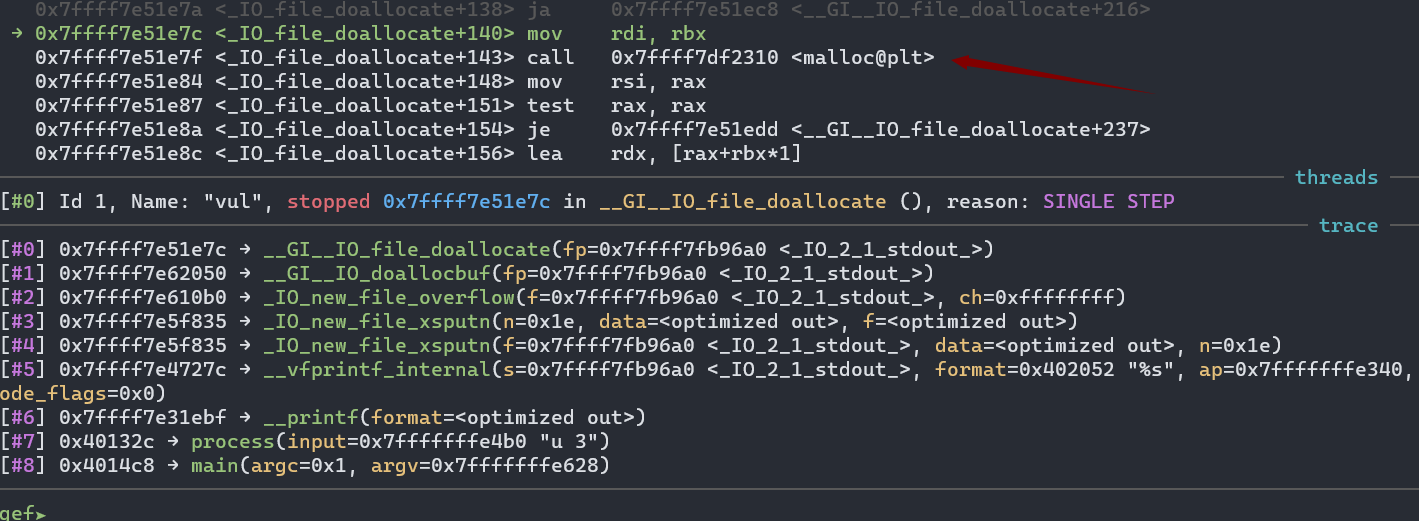 0x7ffff7e51e7a <_IO_file_doallocate+138> ja     0x7ffff7e51ec8 <__GI__IO_file_doallocate+216>
→ 0x7ffff7e51e7c <_IO_file_doallocate+140> mov    rdi, rbx
0x7ffff7e51e7f <_IO_file_doallocate+143> call   0x7ffff7df2310 <malloc@plt>
0x7ffff7e51e84 <_IO_file_doallocate+148> mov    rsi, rax
0x7ffff7e51e87 <_IO_file_doallocate+151> test   rax, rax
0x7ffff7e51e8a <_IO_file_doallocate+154> je     0x7ffff7e51edd <__GI__IO_file_doallocate+237>
0x7ffff7e51e8c <_IO_file_doallocate+156> lea    rdx, [rax+rbx*1]
threads
[#0] Id 1, Name: "vul", stopped 0x7ffff7e51e7c in __GI__IO_file_doallocate (), reason: SINGLE STEP
trace
[#0] 0x7ffff7e51e7c → __GI__IO_file_doallocate(fp=0x7ffff7fb96a0 <_IO_2_1_stdout_>)
[#1] 0x7ffff7e62050 → __GI__IO_doallocbuf(fp=0x7ffff7fb96a0 <_IO_2_1_stdout_>)
[#2] 0x7ffff7e610b0 → _IO_new_file_overflow(f=0x7ffff7fb96a0 <_IO_2_1_stdout_>, ch=0xffffffff)
[#3] 0x7ffff7e5f835 → _IO_new_file_xsputn(n=0x1e, data=<optimized out>, f=<optimized out>)
[#4] 0x7ffff7e5f835 → _IO_new_file_xsputn(f=0x7ffff7fb96a0 <_IO_2_1_stdout_>, data=<optimized out>, n=0x1e)
[#5] 0x7ffff7e4727c → __vfprintf_internal(s=0x7ffff7fb96a0 <_IO_2_1_stdout_>, format=0x402052 "%s", ap=0x7fffffffe340,
ode_flags=0x0)
[#6] 0x7ffff7e31ebf → __printf(format=<optimized out>)
[#7] 0x40132c → process(input=0x7fffffffe4b0 "u 3")
[#8] 0x4014c8 → main(argc=0x1, argv=0x7fffffffe628)
gef➤